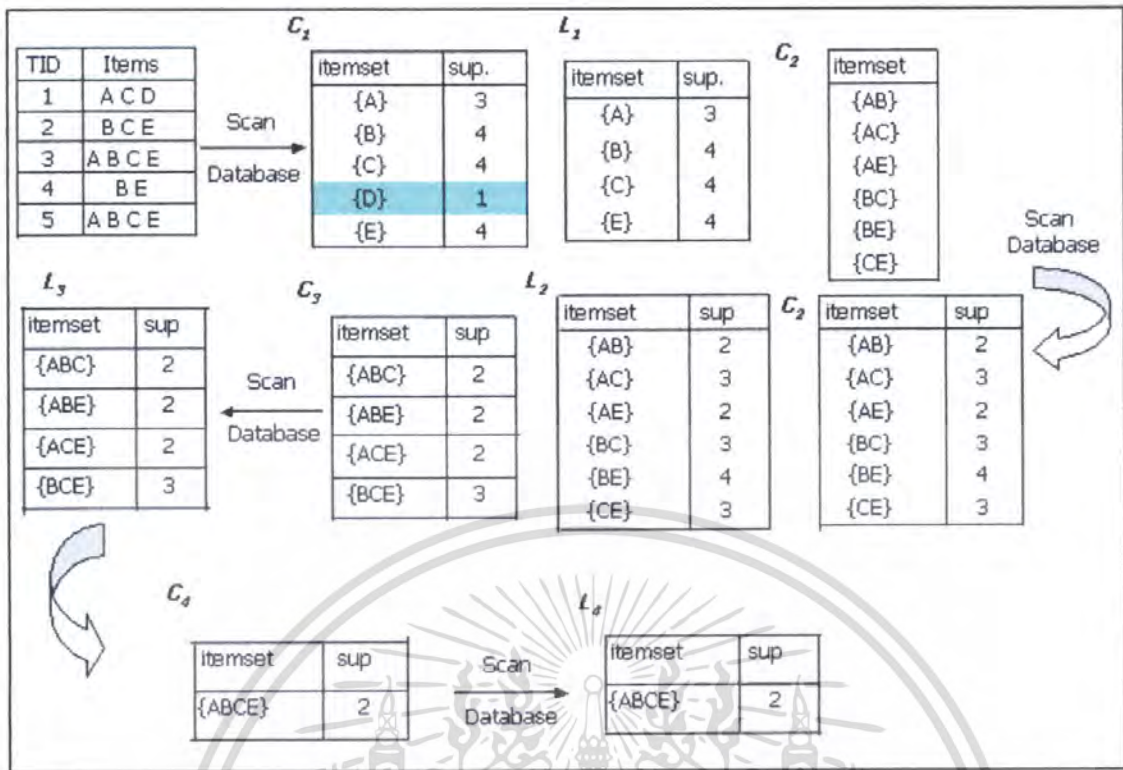 C1
L1
C2
TID Items
1 A C D
2 B C E
3 A B C E
4 B E
5 A B C E
Scan
Database
itemset sup.
{A} 3
{B} 4
{C} 4
{D} 1
{E} 4
itemset sup.
{A} 3
{B} 4
{C} 4
{E} 4
itemset
{AB}
{AC}
{AE}
{BC}
{BE}
{CE}
Scan
Database
L3
C3
L2
C2
itemset sup
{ABC} 2
{ABE} 2
{ACE} 2
{BCE} 3
Scan
Database
itemset sup
{ABC} 2
{ABE} 2
{ACE} 2
{BCE} 3
itemset sup
{AB} 2
{AC} 3
{AE} 2
{BC} 3
{BE} 4
{CE} 3
itemset sup
{AB} 2
{AC} 3
{AE} 2
{BC} 3
{BE} 4
{CE} 3
C4
L4
itemset sup
{ABCE} 2
Scan
Database
itemset sup
{ABCE} 2